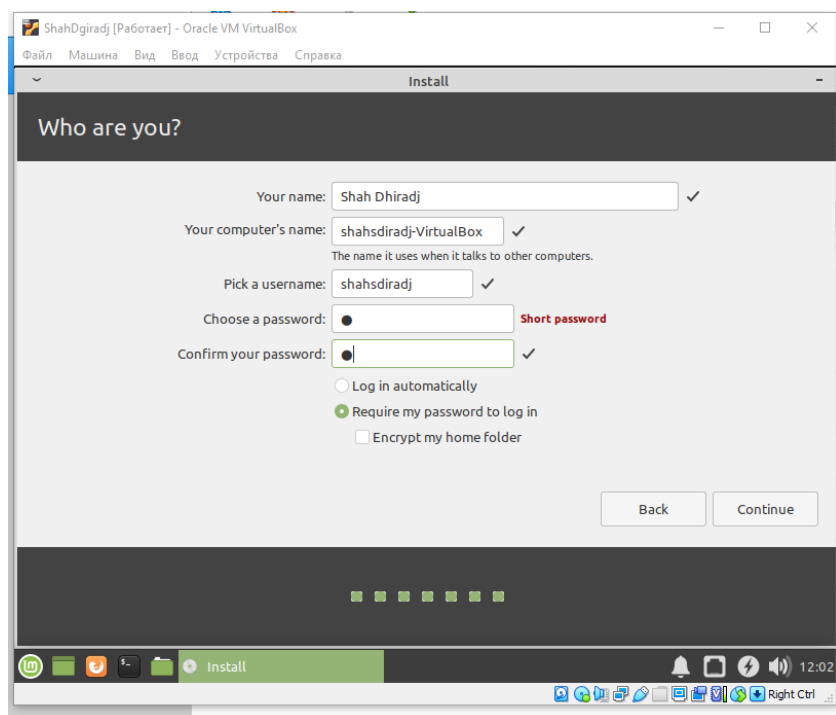 ShahDgiradj [Работает] - Oracle VM VirtualBox
Файл Машина Вид Ввод Устройства Справка
Install
Who are you?
Your name: Shah Dhiradj
Your computer's name: shahsdiradj-VirtualBox
The name it uses when it talks to other computers.
Pick a username: shahsdiradj
Choose a password: Short password
Confirm your password:
Log in automatically
Require my password to log in
Encrypt my home folder
Back Continue
Install 12:02
Right Ctrl